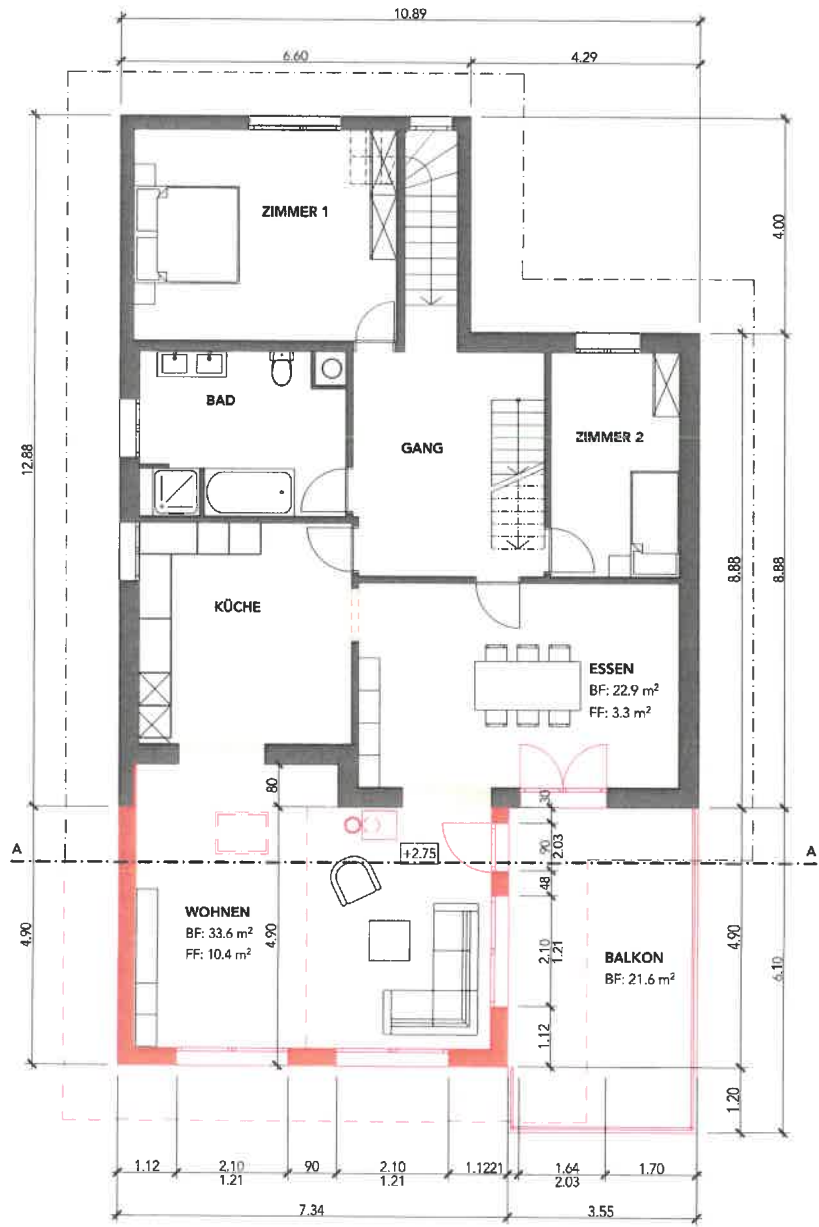 10.89
6.60
4.29
ZIMMER 1
4.00
BAD
GANG
ZIMMER 2
12.88
8.88
8.88
KÜCHE
ESSEN
BF: 22.9 m²
FF: 3.3 m²
80
30
A
+2.75
90
2.03
A
48
WOHNEN
BF: 33.6 m²
FF: 10.4 m²
4.90
4.90
2.10
1.21
BALKON
BF: 21.6 m²
4.90
6.10
1.12
1.20
1.12
2.10
1.21
90
2.10
1.21
1.12
21
1.64
2.03
1.70
7.34
3.55